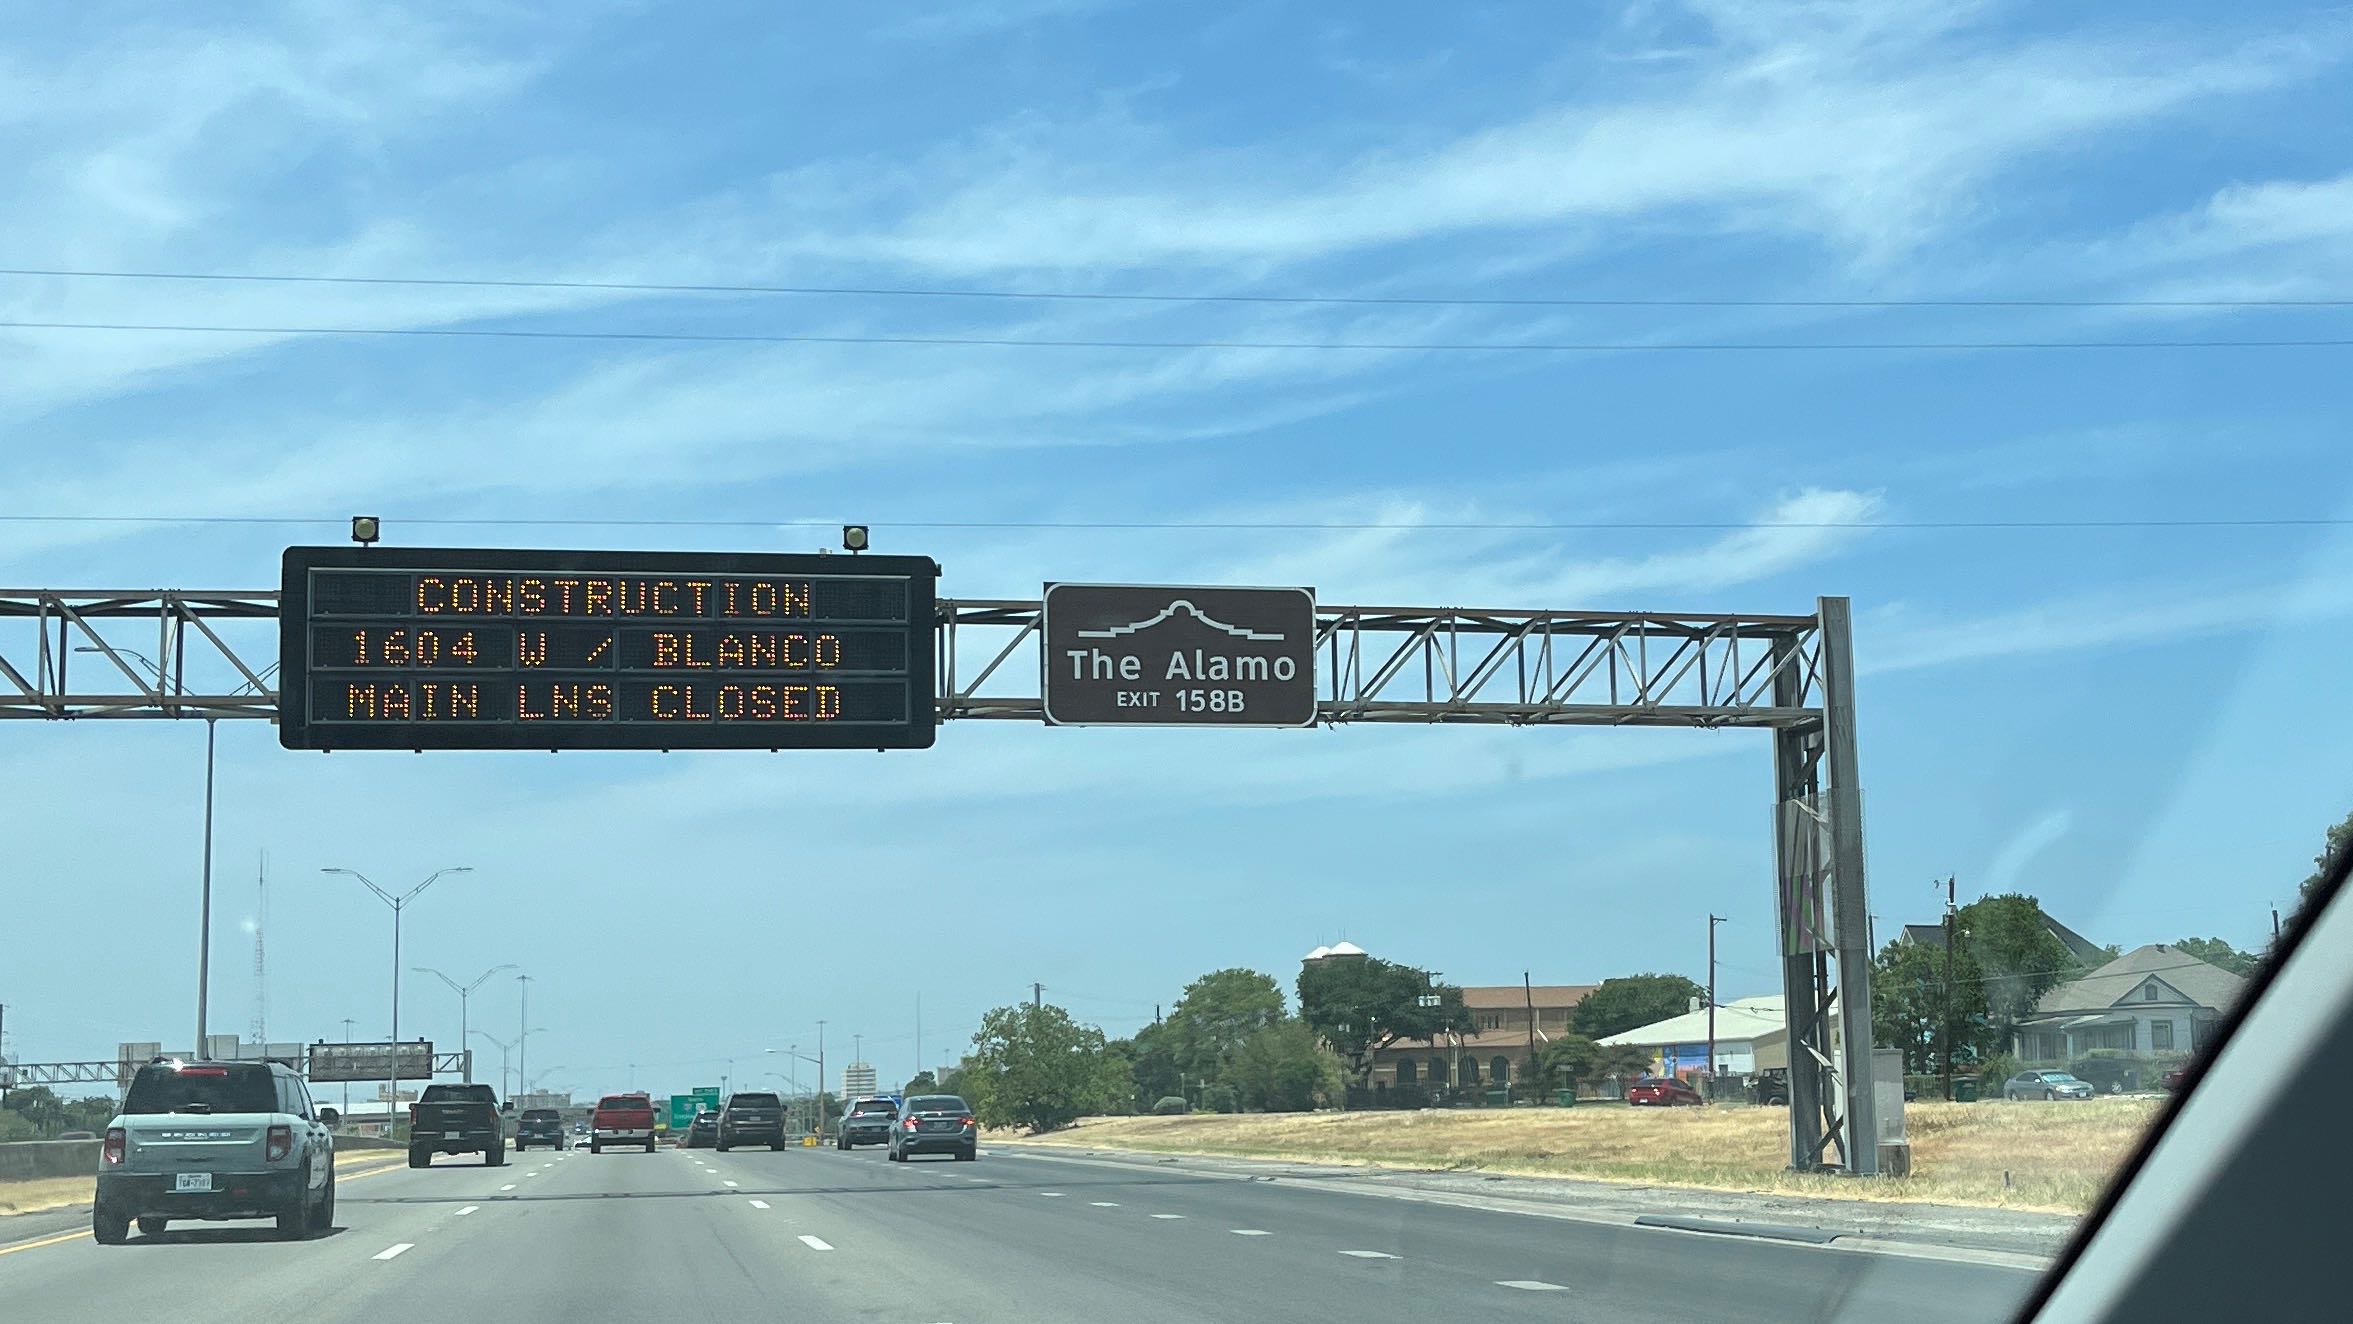 CONSTRUCTION
1604 W / BLANCO
MAIN LNS CLOSED
The Alamo
EXIT 158B